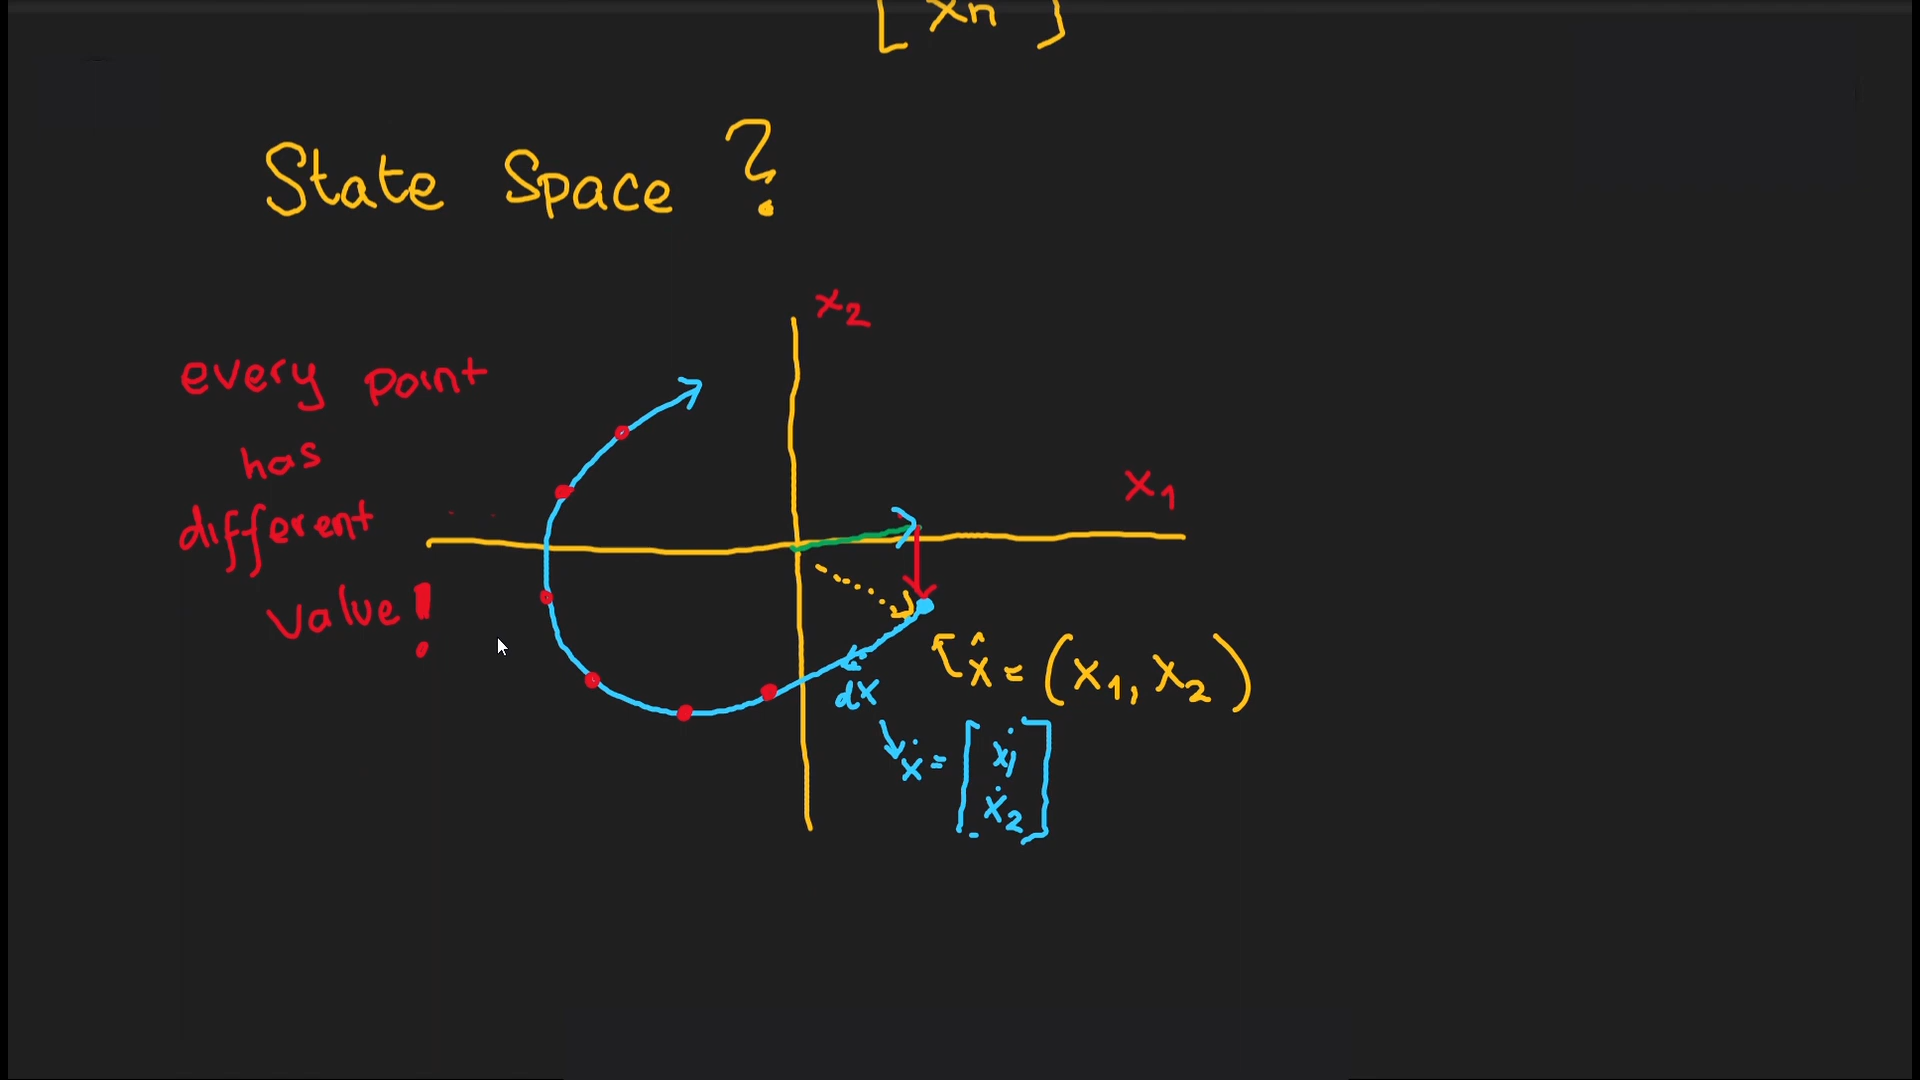 [ xn ]
State Space ?
x2
every point
has
different
value!
x1
x̂ = (x1, x2)
dx
ẋ = [ ẋ1
ẋ2 ]